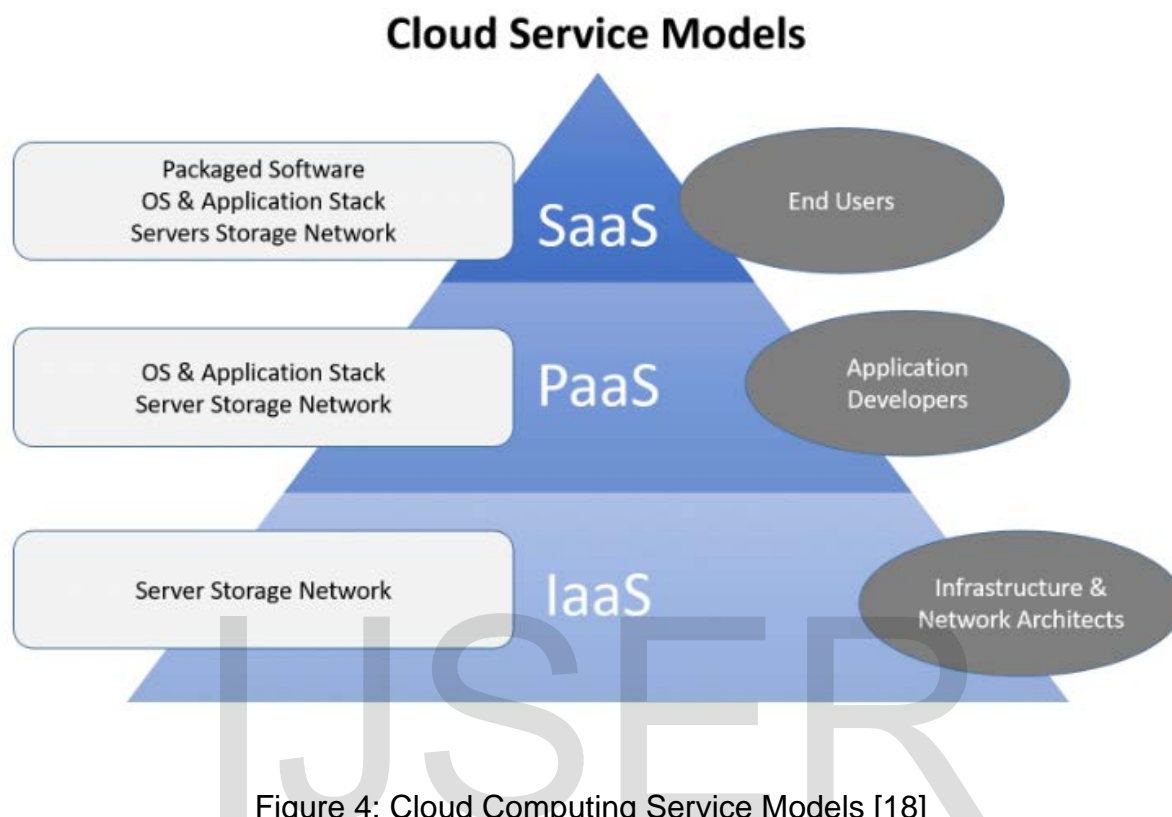 Cloud Service Models
Packaged Software
OS & Application Stack
Servers Storage Network
SaaS
End Users
OS & Application Stack
Server Storage Network
PaaS
Application
Developers
Server Storage Network
IaaS
Infrastructure &
Network Architects
IJSER
Figure 4: Cloud Computing Service Models [18]